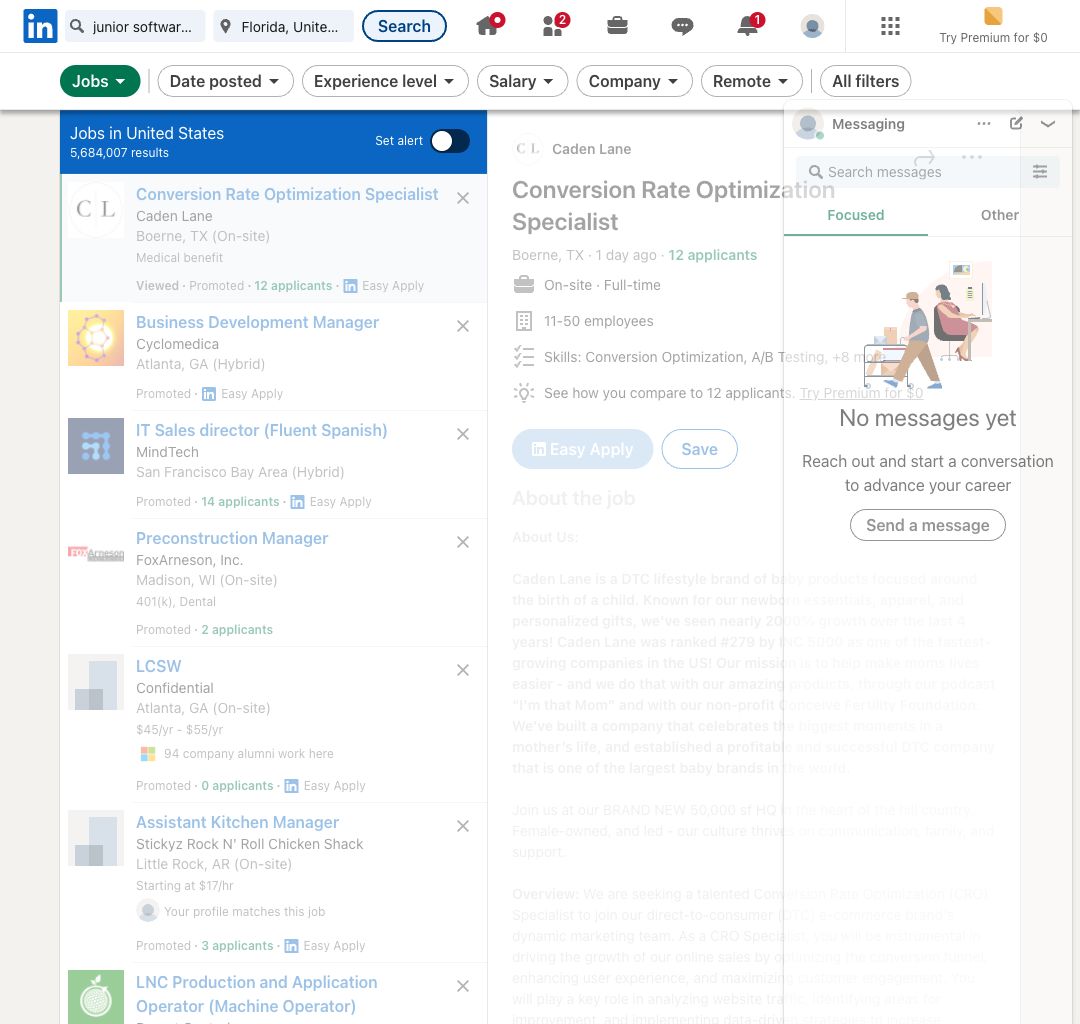 in
junior softwar...
Florida, Unite...
Search
2
1
Try Premium for $0
Jobs
Date posted
Experience level
Salary
Company
Remote
All filters
Jobs in United States
5,684,007 results
Set alert
Conversion Rate Optimization Specialist
C L
Caden Lane
Boerne, TX (On-site)
Medical benefit
Viewed · Promoted · 12 applicants · in Easy Apply
Business Development Manager
Cyclomedica
Atlanta, GA (Hybrid)
Promoted · in Easy Apply
IT Sales director (Fluent Spanish)
MindTech
San Francisco Bay Area (Hybrid)
Promoted · 14 applicants · in Easy Apply
Preconstruction Manager
FoxArneson
FoxArneson, Inc.
Madison, WI (On-site)
401(k), Dental
Promoted · 2 applicants
LCSW
Confidential
Atlanta, GA (On-site)
$45/yr - $55/yr
94 company alumni work here
Promoted · 0 applicants · in Easy Apply
Assistant Kitchen Manager
Stickyz Rock N' Roll Chicken Shack
Little Rock, AR (On-site)
Starting at $17/hr
Your profile matches this job
Promoted · 3 applicants · in Easy Apply
LNC Production and Application
Operator (Machine Operator)
C L
Caden Lane
Conversion Rate Optimization
Specialist
Boerne, TX · 1 day ago · 12 applicants
On-site · Full-time
11-50 employees
Skills: Conversion Optimization, A/B Testing, +8 more
See how you compare to 12 applicants. Try Premium for $0
in Easy Apply
Save
About the job
About Us:
Caden Lane is a DTC lifestyle brand of baby products focused around
the birth of a child. Known for our newborn essentials, apparel, and
personalized gifts, we've seen nearly 2000% growth over the last 4
years! Caden Lane was ranked #279 by INC 5000 as one of the fastest-
growing companies in the US! Our mission is to help make moms lives
easier - and we do that with our amazing products, through our podcast
"I'm that Mom" and with our non-profit Conceive Fertility Foundation.
We've built a company that celebrates the biggest moments in a
mother's life, and established a profitable and successful DTC company
that is one of the largest baby brands in the world.
Join us at our BRAND NEW 50,000 st HQ in the heart of the hill country.
Female-owned, and led - our culture thrives on communication, family, and
support.
Overview: We are seeking a talented Conversion Rate Optimization (CRO)
Specialist to join our direct-to-consumer (DTC) e-commerce brand's
dynamic marketing team. As a CRO Specialist, you will be instrumental in
driving the growth of our online sales by optimizing the conversion funnel,
enhancing user experience, and maximizing customer engagement. You
will play a key role in analyzing website traffic, identifying areas for
improvement, and implementing data-driven strategies to increase
Messaging
Search messages
Focused
Other
No messages yet
Reach out and start a conversation
to advance your career
Send a message